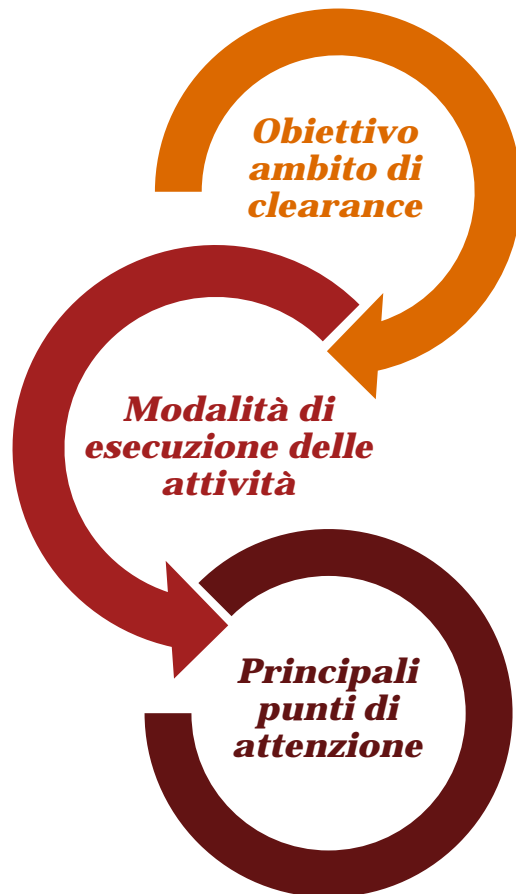 Obiettivo
ambito di
clearance
Modalità di
esecuzione delle
attività
Principali
punti di
attenzione